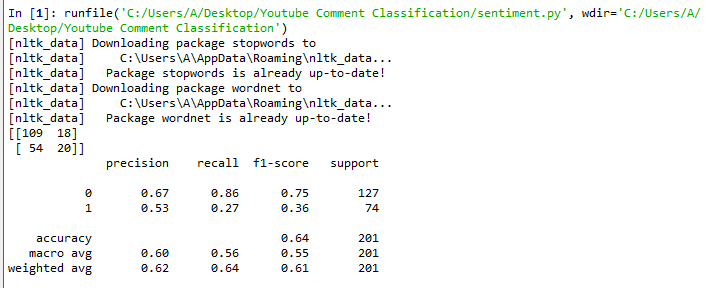 In [1]: runfile('C:/Users/A/Desktop/Youtube Comment Classification/sentiment.py', wdir='C:/Users/A/
Desktop/Youtube Comment Classification')
[nltk_data] Downloading package stopwords to
[nltk_data]     C:\Users\A\AppData\Roaming\nltk_data...
[nltk_data]   Package stopwords is already up-to-date!
[nltk_data] Downloading package wordnet to
[nltk_data]     C:\Users\A\AppData\Roaming\nltk_data...
[nltk_data]   Package wordnet is already up-to-date!
[[109  18]
 [ 54  20]]
              precision    recall  f1-score   support

           0       0.67      0.86      0.75       127
           1       0.53      0.27      0.36        74

    accuracy                           0.64       201
   macro avg       0.60      0.56      0.55       201
weighted avg       0.62      0.64      0.61       201